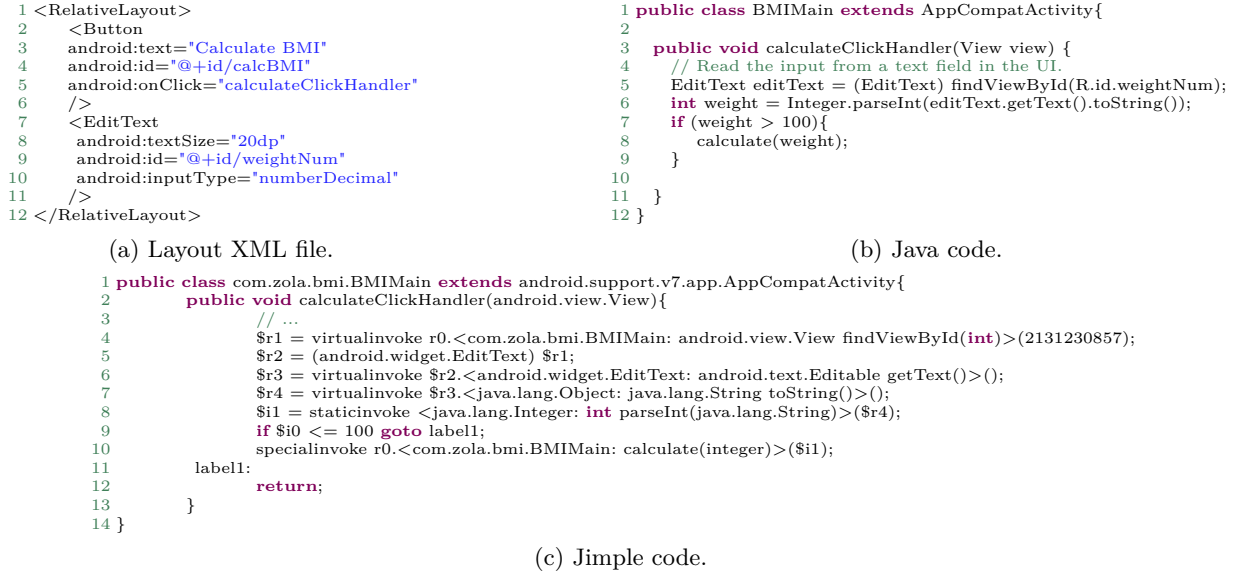 1 <RelativeLayout>
2 <Button
3 android:text="Calculate BMI"
4 android:id="@+id/calcBMI"
5 android:onClick="calculateClickHandler"
6 />
7 <EditText
8 android:textSize="20dp"
9 android:id="@+id/weightNum"
10 android:inputType="numberDecimal"
11 />
12 </RelativeLayout>
(a) Layout XML file.
1 public class BMIMain extends AppCompatActivity{
2
3 public void calculateClickHandler(View view) {
4 // Read the input from a text field in the UI.
5 EditText editText = (EditText) findViewById(R.id.weightNum);
6 int weight = Integer.parseInt(editText.getText().toString());
7 if (weight > 100){
8 calculate(weight);
9 }
10
11 }
12 }
(b) Java code.
1 public class com.zola.bmi.BMIMain extends android.support.v7.app.AppCompatActivity{
2 public void calculateClickHandler(android.view.View){
3 // ...
4 $r1 = virtualinvoke r0.<com.zola.bmi.BMIMain: android.view.View findViewById(int)>(2131230857);
5 $r2 = (android.widget.EditText) $r1;
6 $r3 = virtualinvoke $r2.<android.widget.EditText: android.text.Editable getText()>();
7 $r4 = virtualinvoke $r3.<java.lang.Object: java.lang.String toString()>();
8 $i1 = staticinvoke <java.lang.Integer: int parseInt(java.lang.String)>($r4);
9 if $i0 <= 100 goto label1;
10 specialinvoke r0.<com.zola.bmi.BMIMain: calculate(integer)>($i1);
11 label1:
12 return;
13 }
14 }
(c) Jimple code.